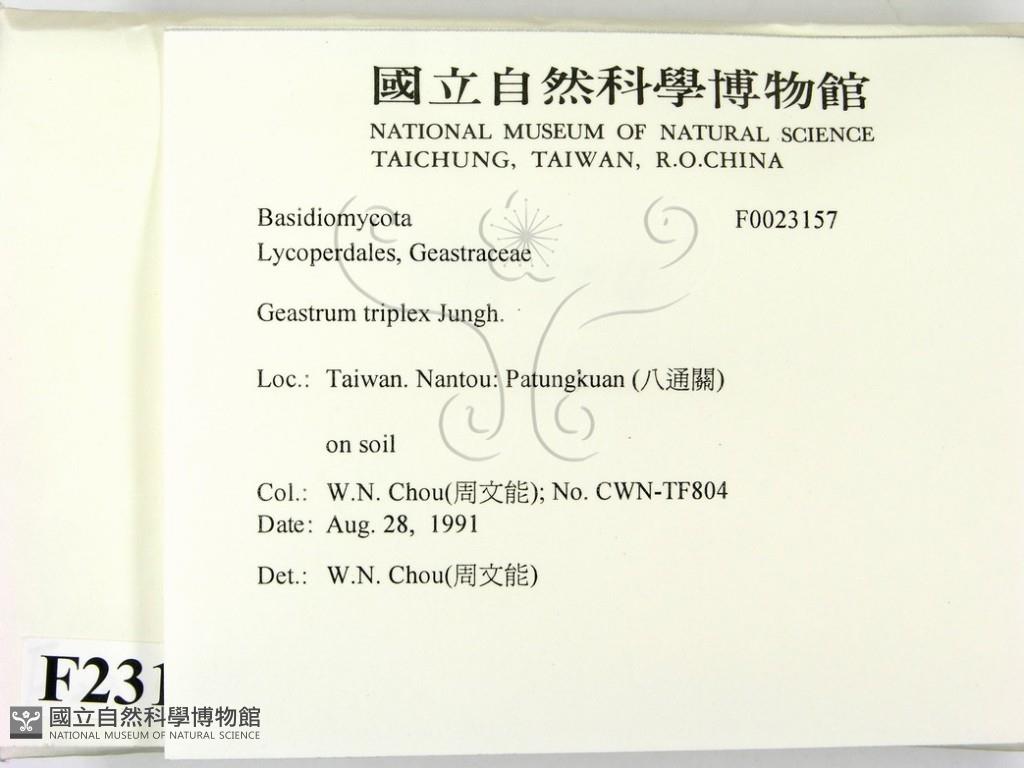 國立自然科學博物館
NATIONAL MUSEUM OF NATURAL SCIENCE
TAICHUNG, TAIWAN, R.O.CHINA
Basidiomycota F0023157
Lycoperdales, Geastraceae
Geastrum triplex Jungh.
Loc.: Taiwan. Nantou: Patungkuan (八通關)
on soil
Col.: W.N. Chou(周文能); No. CWN-TF804
Date: Aug. 28, 1991
Det.: W.N. Chou(周文能)
F231
國立自然科學博物館
NATIONAL MUSEUM OF NATURAL SCIENCE